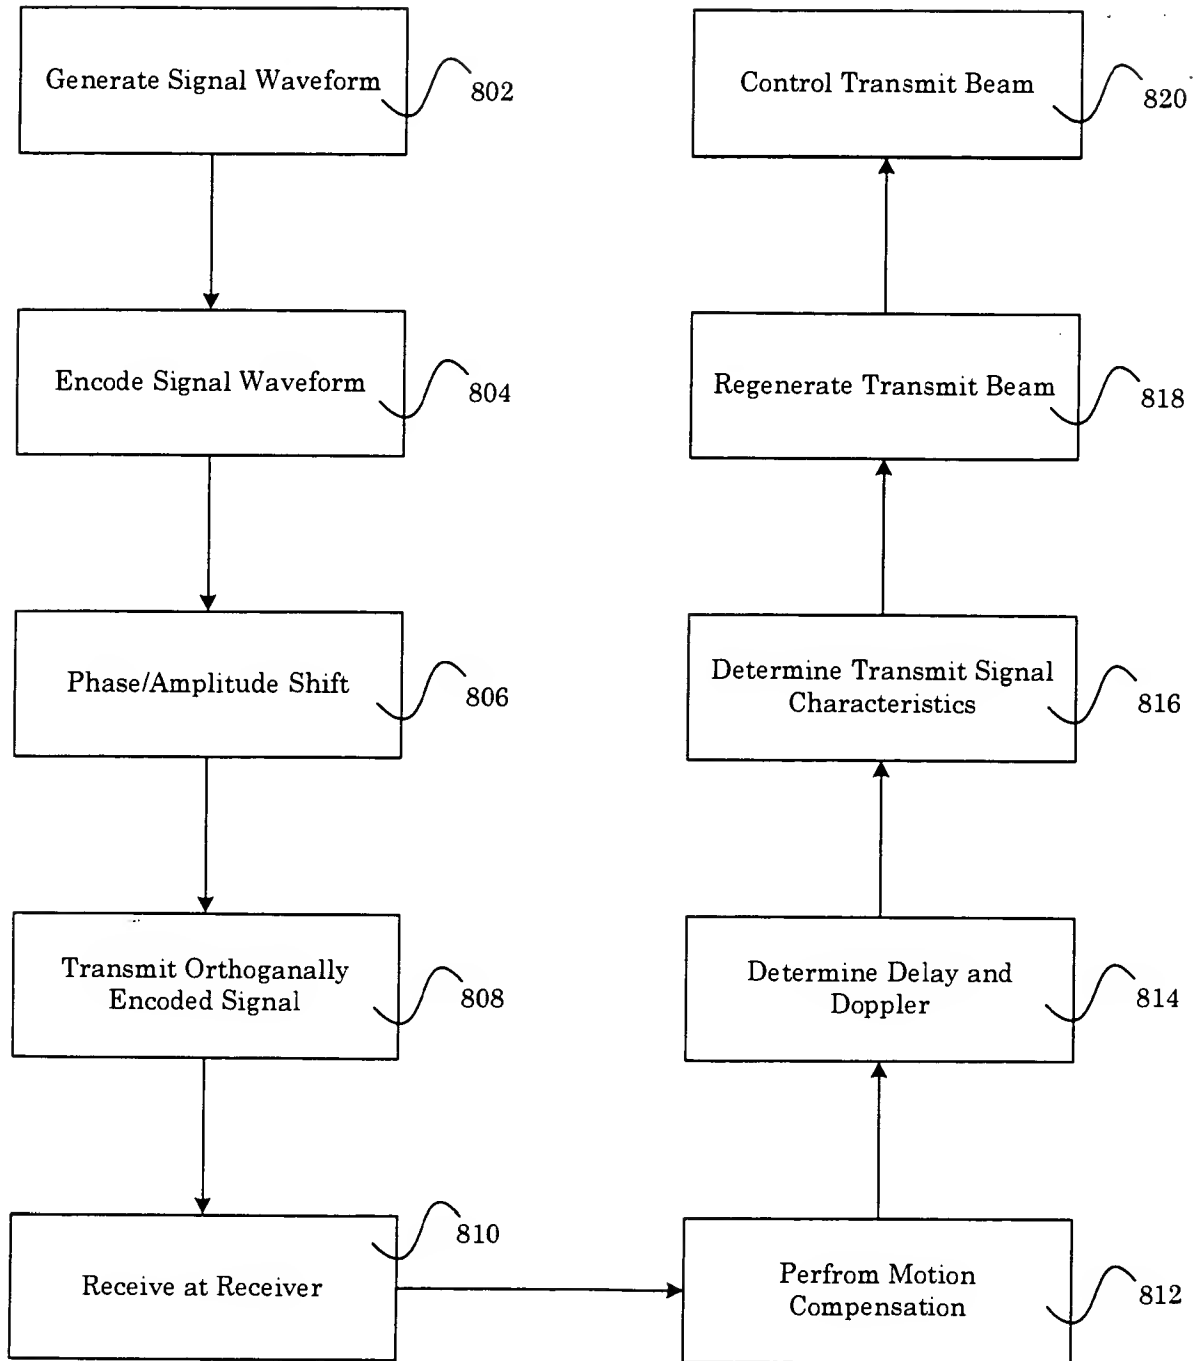 Generate Signal Waveform
802
Encode Signal Waveform
804
Phase/Amplitude Shift
806
Transmit Orthoganally
Encoded Signal
808
Receive at Receiver
810
Perfrom Motion
Compensation
812
Determine Delay and
Doppler
814
Determine Transmit Signal
Characteristics
816
Regenerate Transmit Beam
818
Control Transmit Beam
820